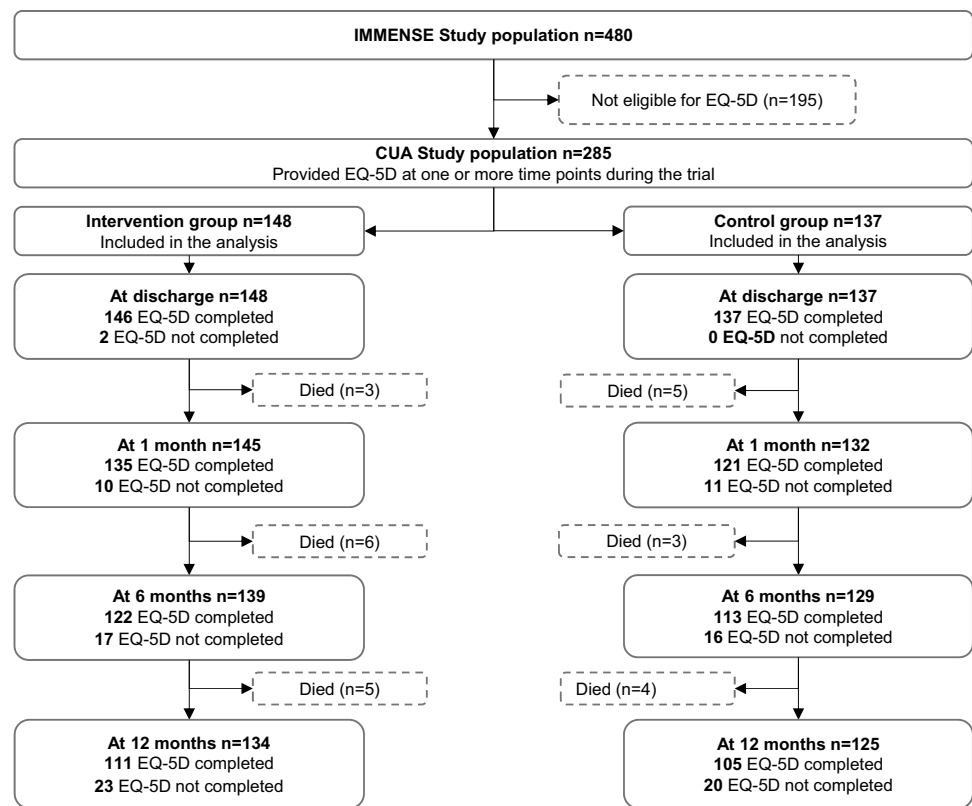 IMMENSE Study population n=480
Not eligible for EQ-5D (n=195)
CUA Study population n=285
Provided EQ-5D at one or more time points during the trial
Intervention group n=148
Included in the analysis
Control group n=137
Included in the analysis
At discharge n=148
146 EQ-5D completed
2 EQ-5D not completed
At discharge n=137
137 EQ-5D completed
0 EQ-5D not completed
Died (n=3)
Died (n=5)
At 1 month n=145
135 EQ-5D completed
10 EQ-5D not completed
At 1 month n=132
121 EQ-5D completed
11 EQ-5D not completed
Died (n=6)
Died (n=3)
At 6 months n=139
122 EQ-5D completed
17 EQ-5D not completed
At 6 months n=129
113 EQ-5D completed
16 EQ-5D not completed
Died (n=5)
Died (n=4)
At 12 months n=134
111 EQ-5D completed
23 EQ-5D not completed
At 12 months n=125
105 EQ-5D completed
20 EQ-5D not completed